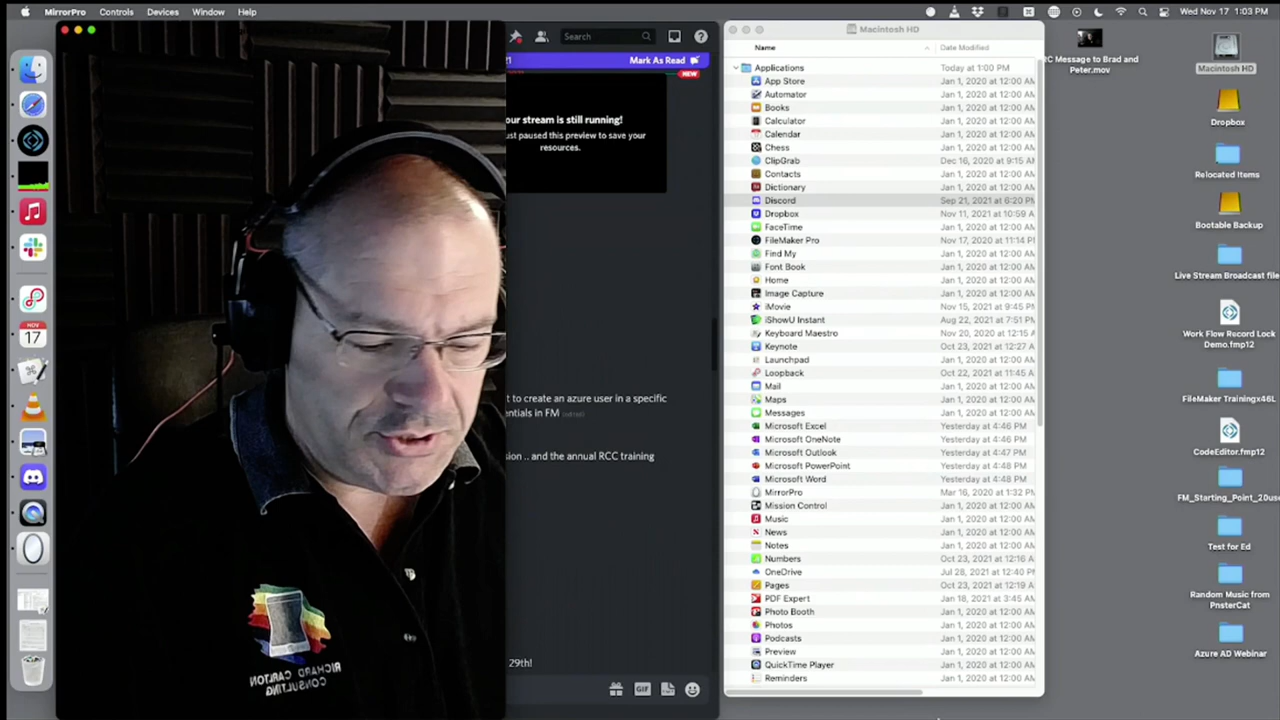 MirrorPro Controls Devices Window Help
Wed Nov 17 1:03 PM
Search
21
Mark As Read
NEW
our stream is still running!
ust paused this preview to save your
resources.
t to create an azure user in a specific
entials in FM (edited)
sion .. and the annual RCC training
29th!
GIF
NOV
17
RICHARD CARLTON
CONSULTING
Macintosh HD
Name Date Modified
Applications Today at 1:00 PM
App Store Jan 1, 2020 at 12:00 AM
Automator Jan 1, 2020 at 12:00 AM
Books Jan 1, 2020 at 12:00 AM
Calculator Jan 1, 2020 at 12:00 AM
Calendar Jan 1, 2020 at 12:00 AM
Chess Jan 1, 2020 at 12:00 AM
ClipGrab Dec 16, 2020 at 9:15 AM
Contacts Jan 1, 2020 at 12:00 AM
Dictionary Jan 1, 2020 at 12:00 AM
Discord Sep 21, 2021 at 6:20 PM
Dropbox Nov 11, 2021 at 10:59 A
FaceTime Jan 1, 2020 at 12:00 AM
FileMaker Pro Nov 17, 2020 at 11:14 P
Find My Jan 1, 2020 at 12:00 AM
Font Book Jan 1, 2020 at 12:00 AM
Home Jan 1, 2020 at 12:00 AM
Image Capture Jan 1, 2020 at 12:00 AM
iMovie Nov 15, 2021 at 9:45 PM
iShowU Instant Aug 22, 2021 at 7:51 PM
Keyboard Maestro Nov 20, 2020 at 12:15 A
Keynote Oct 23, 2021 at 12:27 A
Launchpad Jan 1, 2020 at 12:00 AM
Loopback Oct 22, 2021 at 11:45 A
Mail Jan 1, 2020 at 12:00 AM
Maps Jan 1, 2020 at 12:00 AM
Messages Jan 1, 2020 at 12:00 AM
Microsoft Excel Yesterday at 4:46 PM
Microsoft OneNote Yesterday at 4:46 PM
Microsoft Outlook Yesterday at 4:47 PM
Microsoft PowerPoint Yesterday at 4:48 PM
Microsoft Word Yesterday at 4:48 PM
MirrorPro Mar 16, 2020 at 1:32 PM
Mission Control Jan 1, 2020 at 12:00 AM
Music Jan 1, 2020 at 12:00 AM
News Jan 1, 2020 at 12:00 AM
Notes Jan 1, 2020 at 12:00 AM
Numbers Oct 23, 2021 at 12:16 A
OneDrive Jul 28, 2021 at 12:40 P
Pages Oct 23, 2021 at 12:19 A
PDF Expert Jan 18, 2021 at 3:45 AM
Photo Booth Jan 1, 2020 at 12:00 AM
Photos Jan 1, 2020 at 12:00 AM
Podcasts Jan 1, 2020 at 12:00 AM
Preview Jan 1, 2020 at 12:00 AM
QuickTime Player Jan 1, 2020 at 12:00 AM
Reminders Jan 1, 2020 at 12:00 AM
C Message to Brad and
Peter.mov
Macintosh HD
Dropbox
Relocated Items
Bootable Backup
Live Stream Broadcast file
Work Flow Record Lock
Demo.fmp12
FileMaker Trainingx46L
CodeEditor.fmp12
FM_Starting_Point_20use
Test for Ed
Random Music from
PnsterCat
Azure AD Webinar